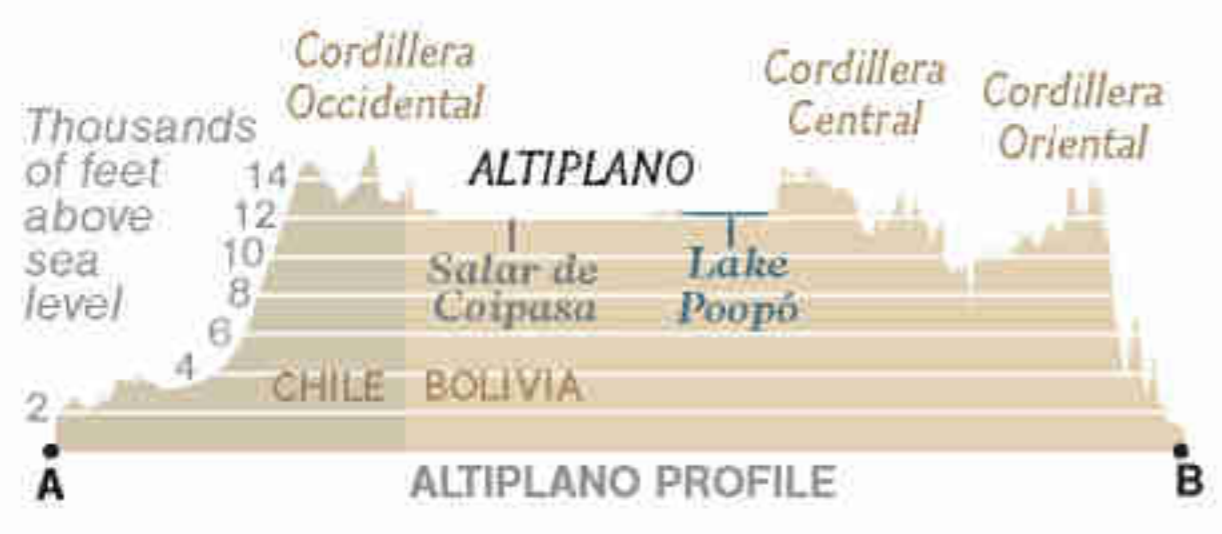 Cordillera
Occidental
Cordillera
Central
Cordillera
Oriental
Thousands
of feet
above
sea
level
14
12
10
8
6
4
2
ALTIPLANO
Salar de
Coipasa
Lake
Poopó
CHILE
BOLIVIA
A
B
ALTIPLANO PROFILE